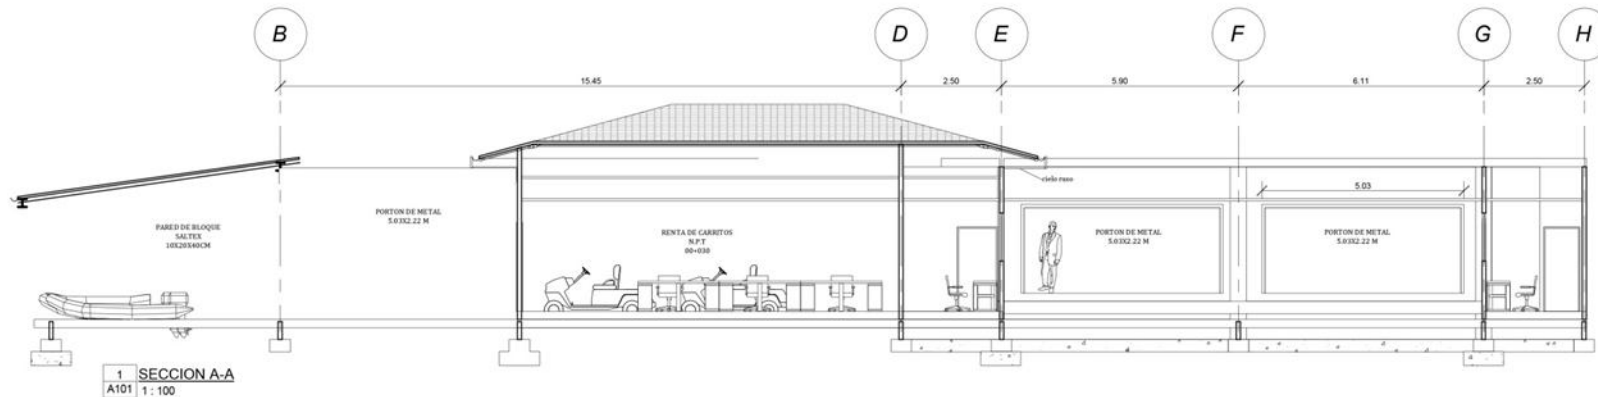 B
D
E
F
G
H
15.45
2.50
5.90
6.11
2.50
cielo raso
5.03
PARED DE BLOQUE
SALTEX
10X20X40CM
PORTON DE METAL
5.03X2.22 M
RENTA DE CARRITOS
N.P.T
00+030
PORTON DE METAL
5.03X2.22 M
PORTON DE METAL
5.03X2.22 M
1 SECCION A-A
A101 1 : 100